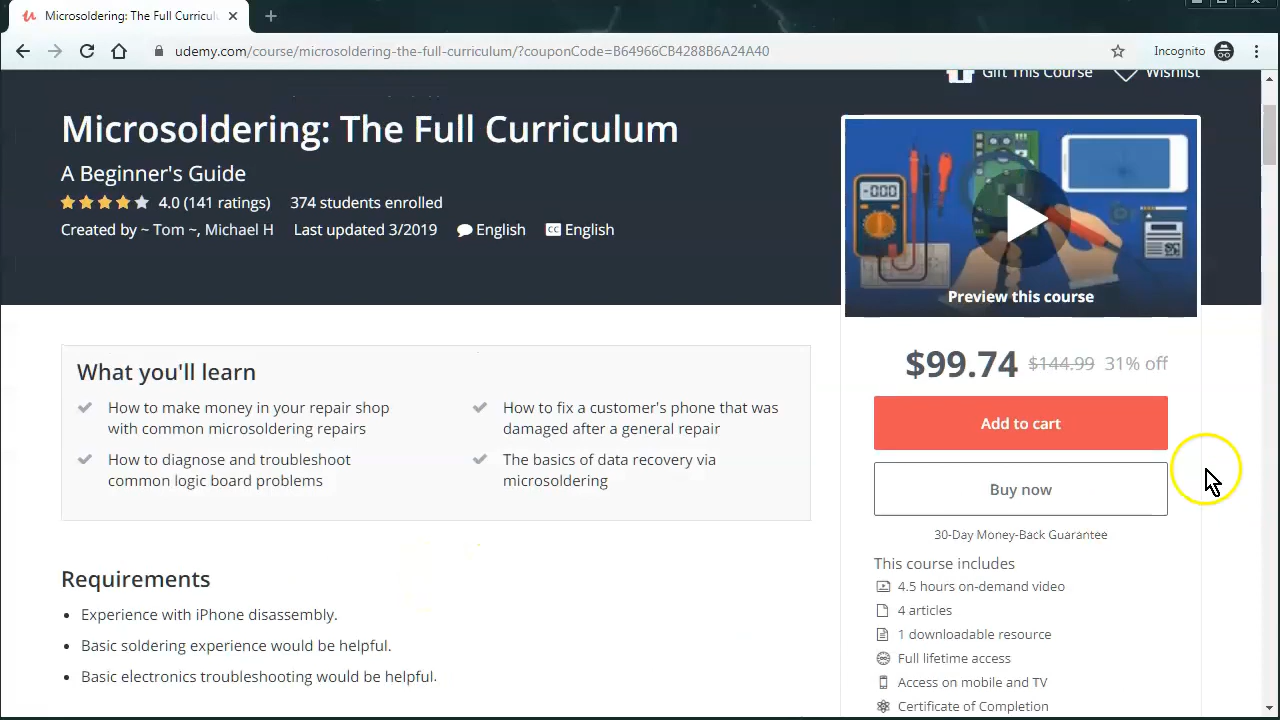 Microsoldering: The Full Curricul
udemy.com/course/microsoldering-the-full-curriculum/?couponCode=B64966CB4288B6A24A40
Incognito
Gift This Course
Wishlist
Microsoldering: The Full Curriculum
A Beginner's Guide
4.0 (141 ratings)
374 students enrolled
Created by ~ Tom ~, Michael H
Last updated 3/2019
English
CC English
-000
Preview this course
What you'll learn
How to make money in your repair shop
with common microsoldering repairs
How to diagnose and troubleshoot
common logic board problems
How to fix a customer's phone that was
damaged after a general repair
The basics of data recovery via
microsoldering
$99.74 $144.99 31% off
Add to cart
Buy now
30-Day Money-Back Guarantee
This course includes
4.5 hours on-demand video
4 articles
1 downloadable resource
Full lifetime access
Access on mobile and TV
Certificate of Completion
Requirements
Experience with iPhone disassembly.
Basic soldering experience would be helpful.
Basic electronics troubleshooting would be helpful.